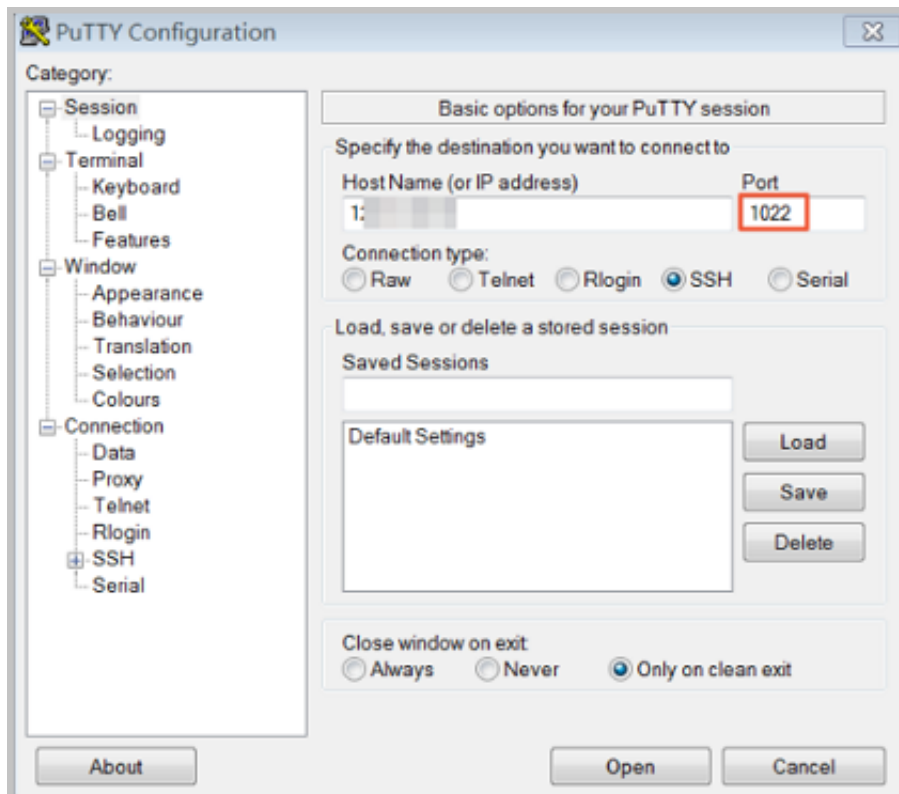 PuTTY Configuration
Category:
Session
Logging
Terminal
Keyboard
Bell
Features
Window
Appearance
Behaviour
Translation
Selection
Colours
Connection
Data
Proxy
Telnet
Rlogin
SSH
Serial
Basic options for your PuTTY session
Specify the destination you want to connect to
Host Name (or IP address) Port
1022
Connection type:
Raw Telnet Rlogin SSH Serial
Load, save or delete a stored session
Saved Sessions
Default Settings
Load
Save
Delete
Close window on exit:
Always Never Only on clean exit
About Open Cancel